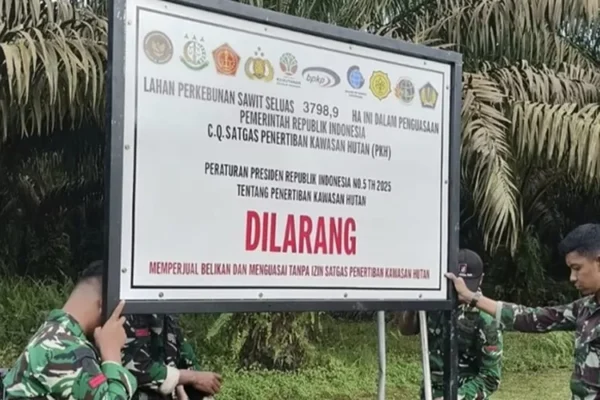 bpkp
LAHAN PERKEBUNAN SAWIT SELUAS 3798,9 HA INI DALAM PENGUASAAN
PEMERINTAH REPUBLIK INDONESIA
C.Q. SATGAS PENERTIBAN KAWASAN HUTAN (PKH)
PERATURAN PRESIDEN REPUBLIK INDONESIA NO.5 TH 2025
TENTANG PENERTIBAN KAWASAN HUTAN
DILARANG
MEMPERJUAL BELIKAN DAN MENGUASAI TANPA IZIN SATGAS PENERTIBAN KAWASAN HUTAN